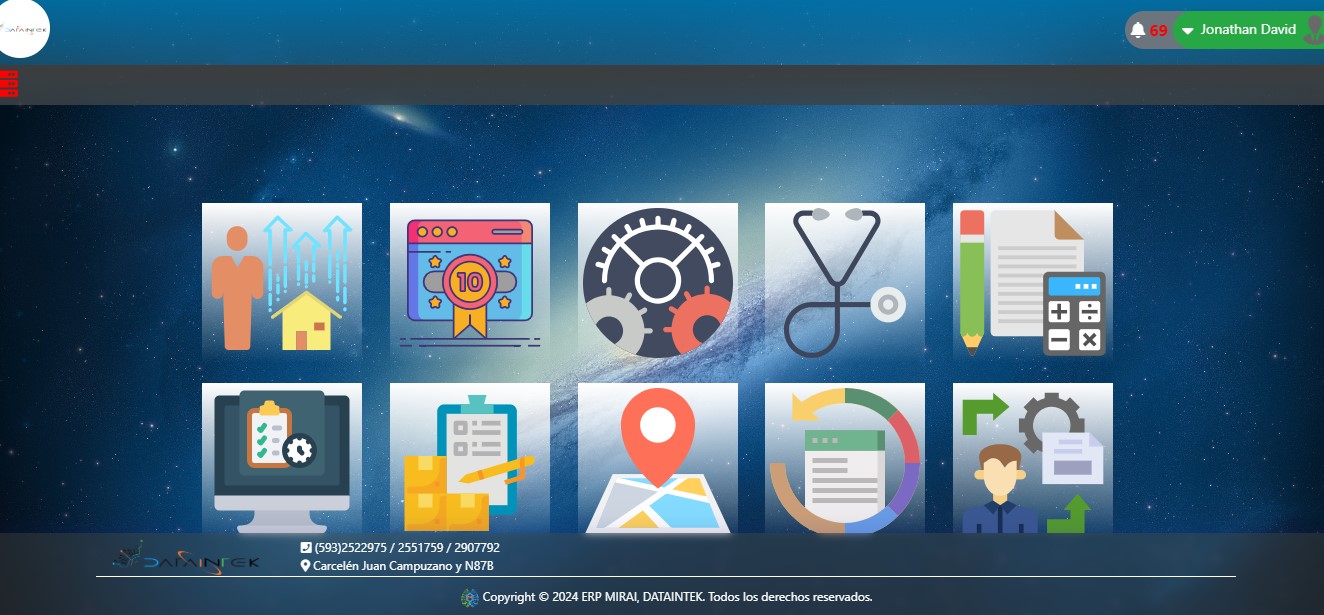 DATAINTEK
69 Jonathan David
10
DATAINTEK
(593)2522975 / 2551759 / 2907792
Carcelén Juan Campuzano y N87B
Copyright © 2024 ERP MIRAI, DATAINTEK. Todos los derechos reservados.